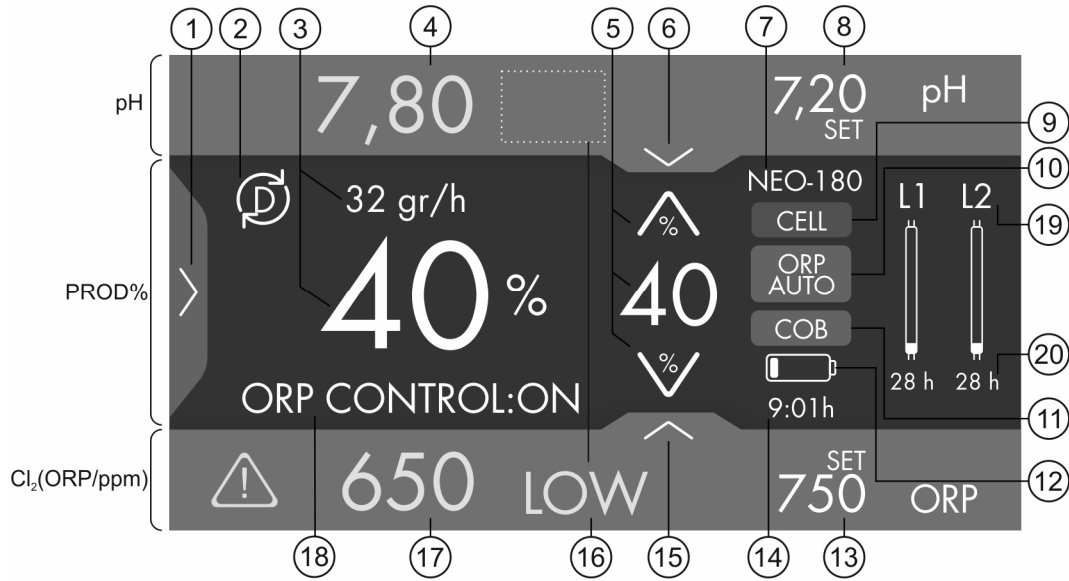 1 2 3 4 5 6 7 8
pH
7,80
7,20
SET
pH
9
10
PROD%
D
32 gr/h
40 %
ORP CONTROL:ON
%
40
%
NEO-180
CELL
ORP
AUTO
COB
9:01h
L1 L2
19
28 h 28 h
20
11
12
Cl₂(ORP/ppm)
!
650
LOW
SET
750
ORP
18 17 16 15 14 13